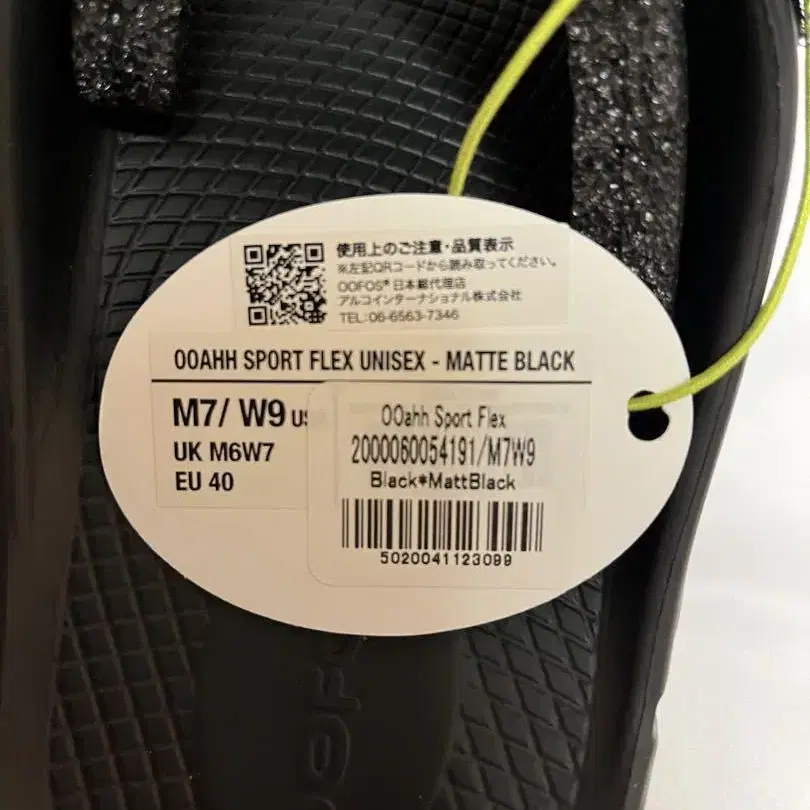 使用上のご注意・品質表示
※左記QRコードから読み取ってください。
OOFOS® 日本総代理店
アルコインターナショナル株式会社
TEL:06-6563-7346
OOAHH SPORT FLEX UNISEX - MATTE BLACK
M7/ W9 US
UK M6W7
EU 40
OOahh Sport Flex
2000060054191/M7W9
Black*MattBlack
5020041123099